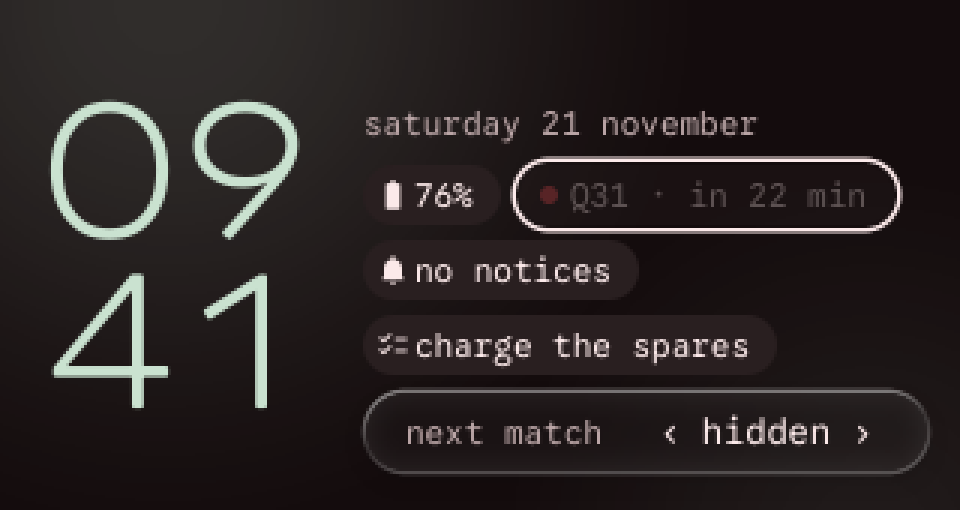 09
41
saturday 21 november
76% Q31 · in 22 min
no notices
charge the spares
next match ‹ hidden ›